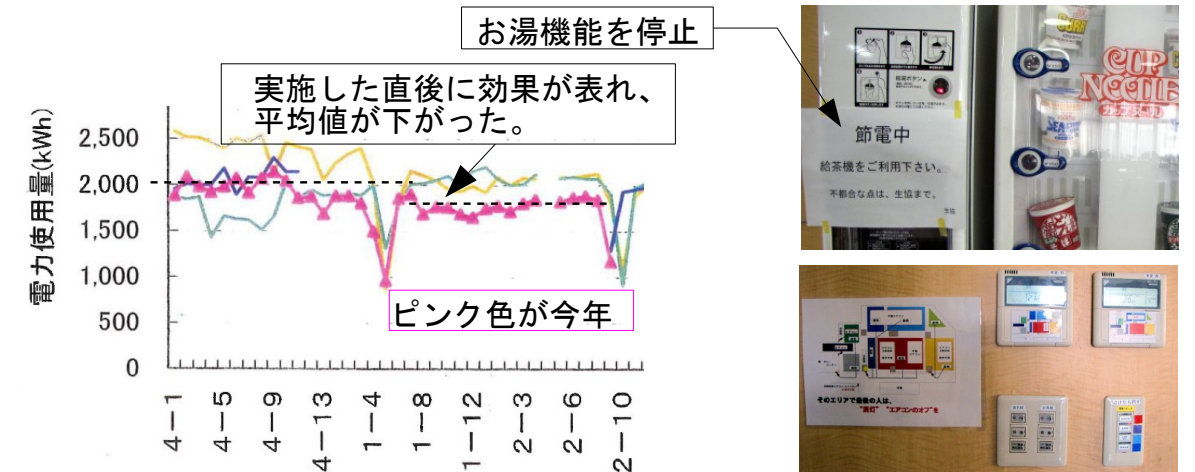 お湯機能を停止
実施した直後に効果が表れ、
平均値が下がった。
電力使用量(kWh)
2,500
2,000
1,500
1,000
500
0
ピンク色が今年
4-1
4-5
4-9
4-13
1-4
1-8
1-12
2-3
2-6
2-10
節電中
給茶機をご利用下さい。
不都合な点は、生協まで。
生協
CUP
NOODLE
そのエリアで最後の人は、
"消灯" "エアコンのオフ"を